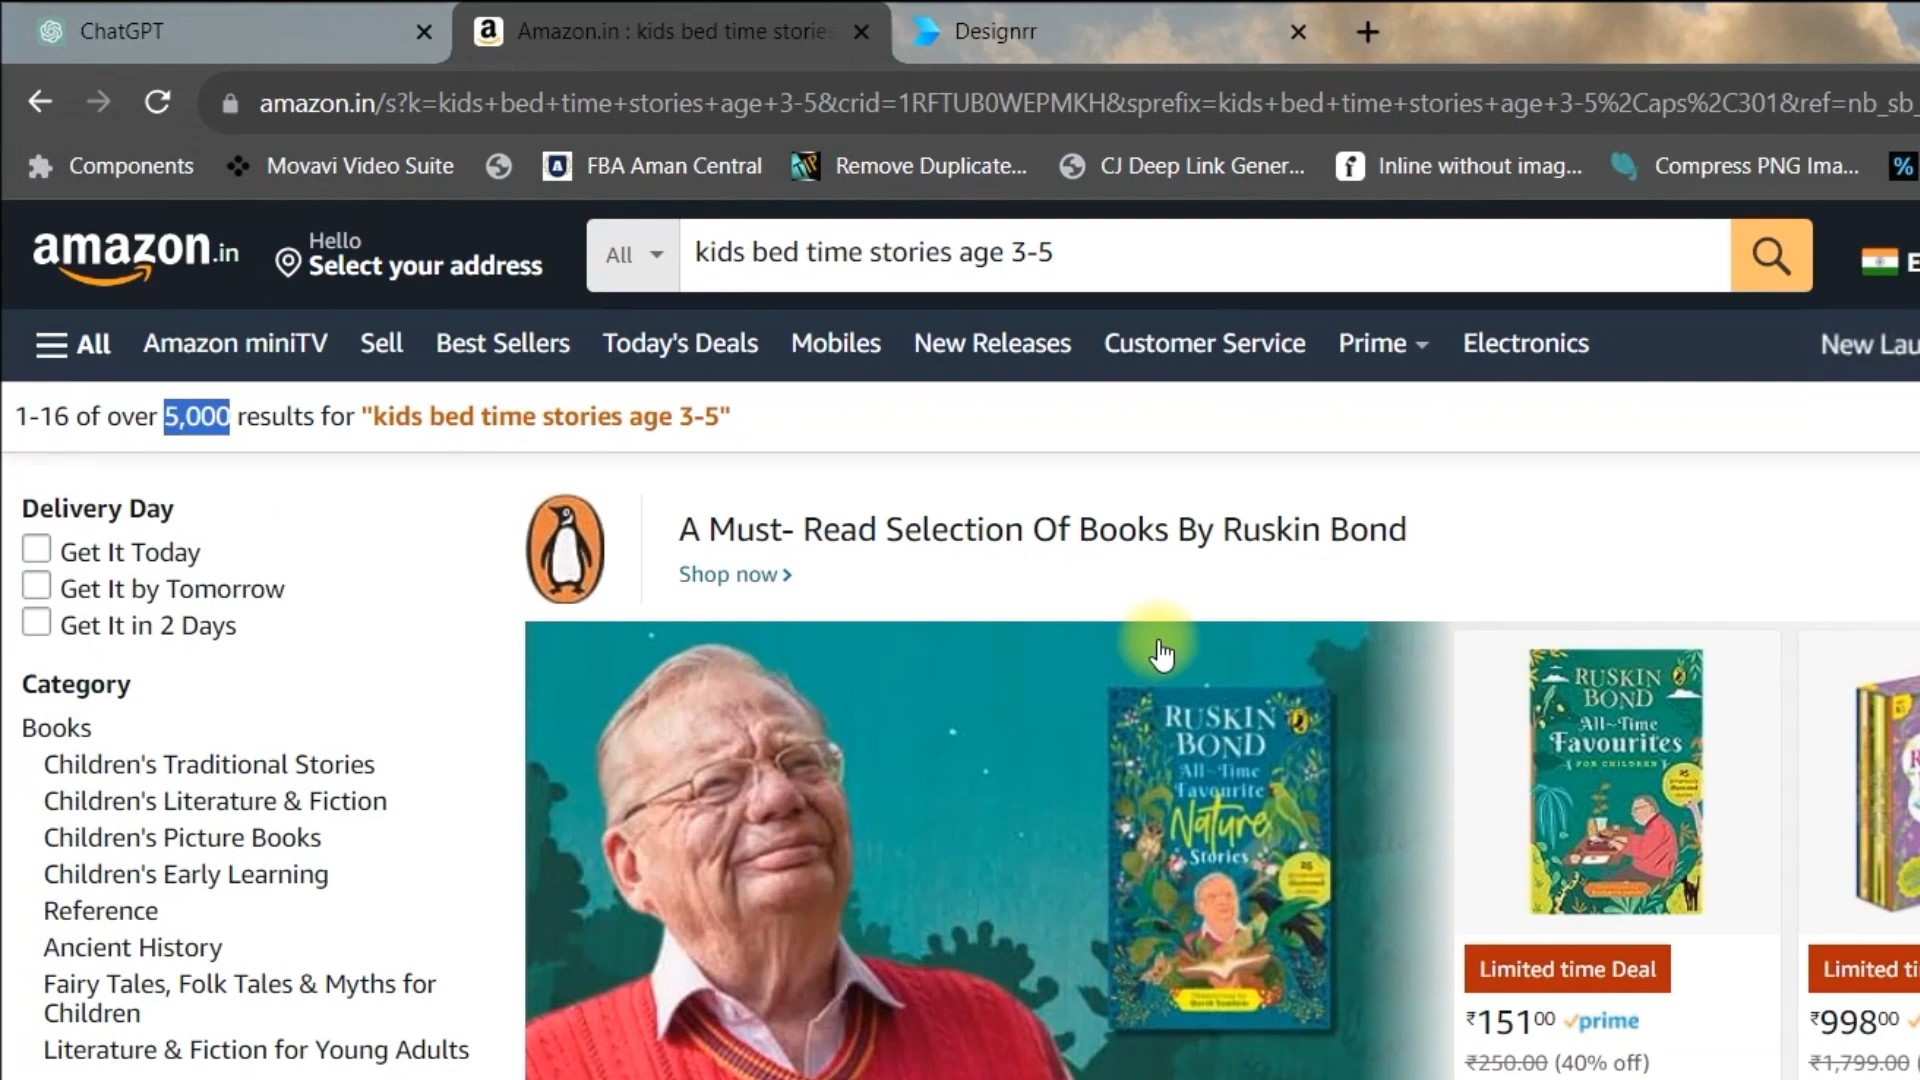 ChatGPT
Amazon.in : kids bed time stories
Designrr
amazon.in/s?k=kids+bed+time+stories+age+3-5&crid=1RFTUB0WEPMKH&sprefix=kids+bed+time+stories+age+3-5%2Caps%2C301&ref=nb_sb_
Components
Movavi Video Suite
FBA Aman Central
Remove Duplicate...
CJ Deep Link Gener...
Inline without imag...
Compress PNG Ima...
amazon.in
Hello
Select your address
All
kids bed time stories age 3-5
E
All
Amazon miniTV
Sell
Best Sellers
Today's Deals
Mobiles
New Releases
Customer Service
Prime
Electronics
New Lau
1-16 of over 5,000 results for "kids bed time stories age 3-5"
Delivery Day
Get It Today
Get It by Tomorrow
Get It in 2 Days
Category
Books
Children's Traditional Stories
Children's Literature & Fiction
Children's Picture Books
Children's Early Learning
Reference
Ancient History
Fairy Tales, Folk Tales & Myths for
Children
Literature & Fiction for Young Adults
A Must- Read Selection Of Books By Ruskin Bond
Shop now
RUSKIN
BOND
All-Time
Favourite
Nature
Stories
25
RUSKIN
BOND
All-Time
Favourites
FOR CHILDREN
25
Limited time Deal
₹15100 prime
₹250.00 (40% off)
Limited ti
₹99800
₹1,799.00 (